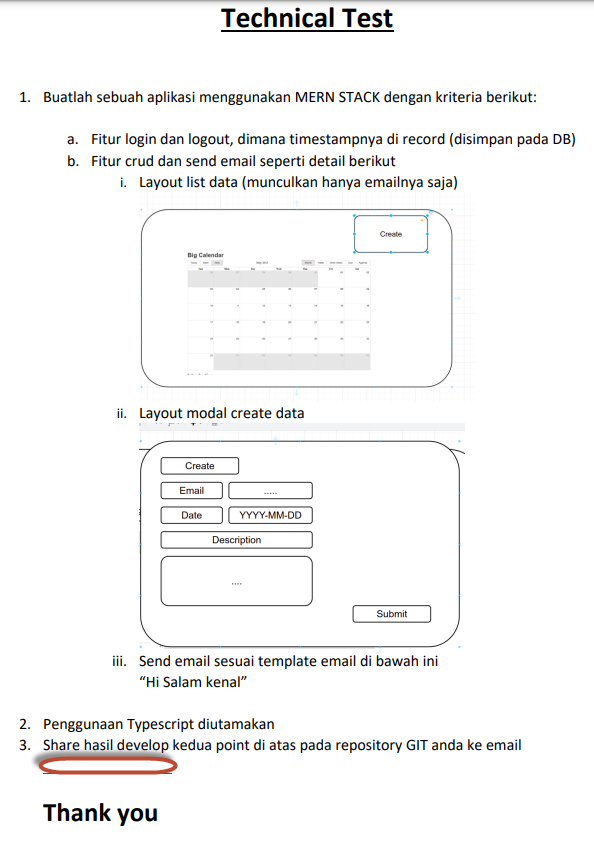 Technical Test
1. Buatlah sebuah aplikasi menggunakan MERN STACK dengan kriteria berikut:
a. Fitur login dan logout, dimana timestampnya di record (disimpan pada DB)
b. Fitur crud dan send email seperti detail berikut
i. Layout list data (munculkan hanya emailnya saja)
Create
Big Calendar
ii. Layout modal create data
Create
Email .....
Date YYYY-MM-DD
Description
....
Submit
iii. Send email sesuai template email di bawah ini
“Hi Salam kenal”
2. Penggunaan Typescript diutamakan
3. Share hasil develop kedua point di atas pada repository GIT anda ke email
Thank you